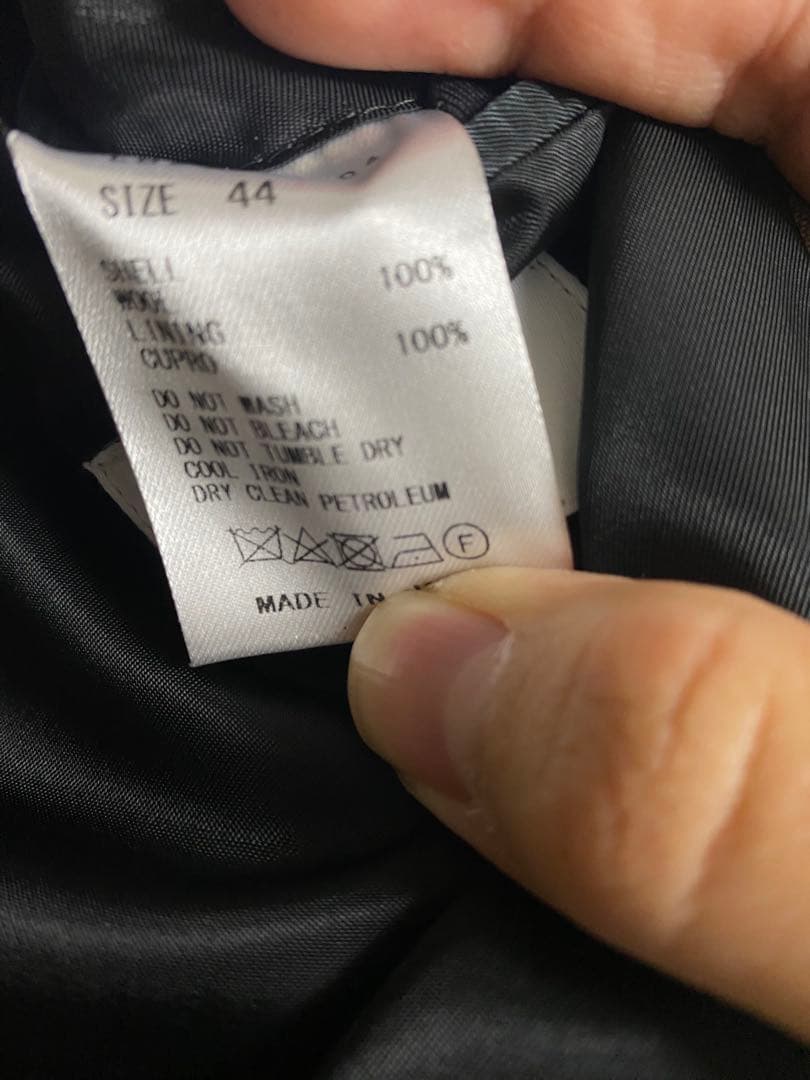 SIZE 44
SHELL
WOOL 100%
LINING
CUPRO 100%
DO NOT WASH
DO NOT BLEACH
DO NOT TUMBLE DRY
COOL IRON
DRY CLEAN PETROLEUM
F
MADE IN